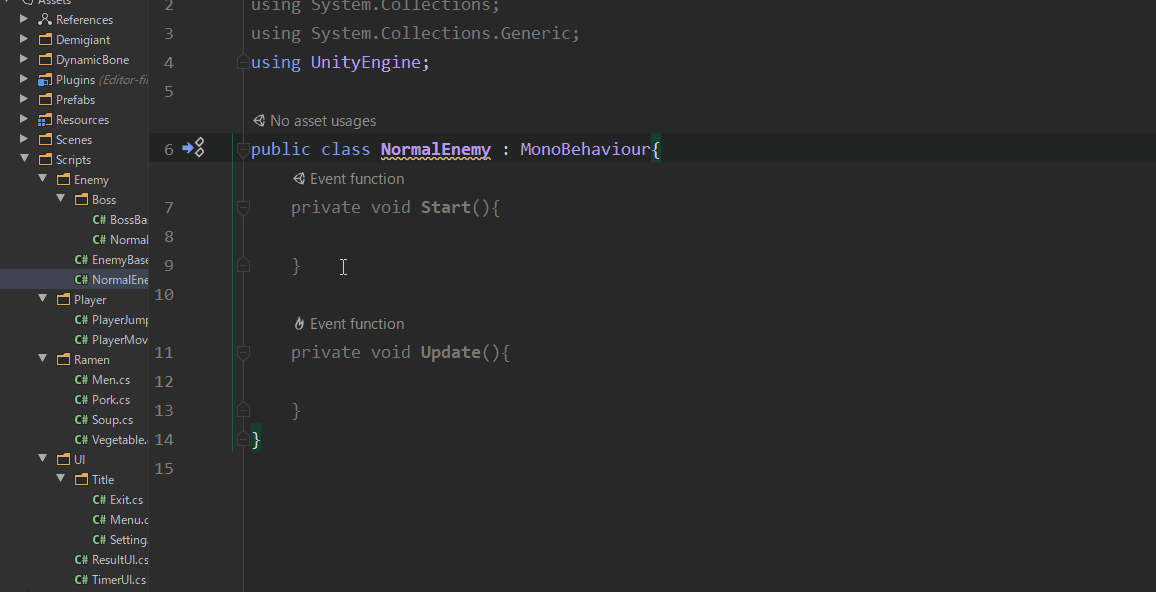 Assets
References
Demigiant
DynamicBone
Plugins (Editor-fi
Prefabs
Resources
Scenes
Scripts
Enemy
Boss
C# BossBa
C# Normal
C# EnemyBase
C# NormalEne
Player
C# PlayerJump
C# PlayerMov
Ramen
C# Men.cs
C# Pork.cs
C# Soup.cs
C# Vegetable.
UI
Title
C# Exit.cs
C# Menu.c
C# Setting.
C# ResultUI.cs
C# TimerUI.cs
2 using System.Collections;
3 using System.Collections.Generic;
4 using UnityEngine;
5
No asset usages
6 public class NormalEnemy : MonoBehaviour{
Event function
7 private void Start(){
8
9 }
10
Event function
11 private void Update(){
12
13 }
14 }
15